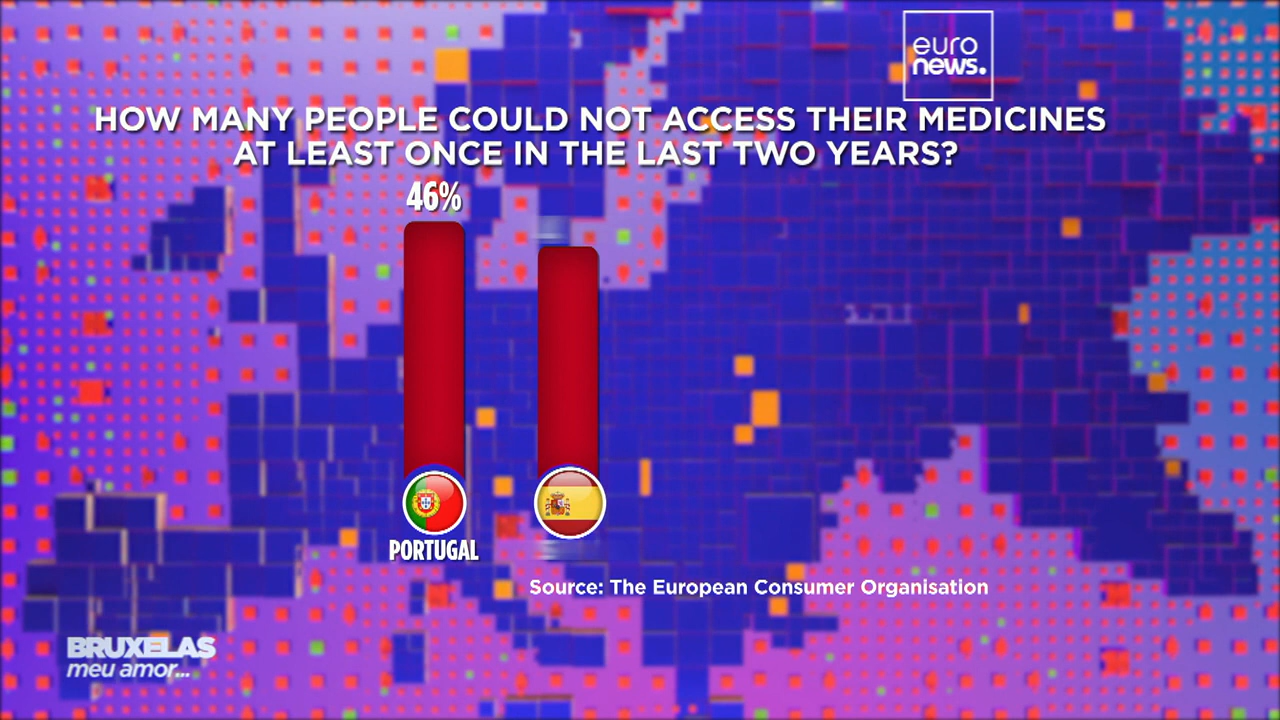 euro
news.
HOW MANY PEOPLE COULD NOT ACCESS THEIR MEDICINES
AT LEAST ONCE IN THE LAST TWO YEARS?
46%
PORTUGAL
Source: The European Consumer Organisation
BRUXELAS
meu amor...